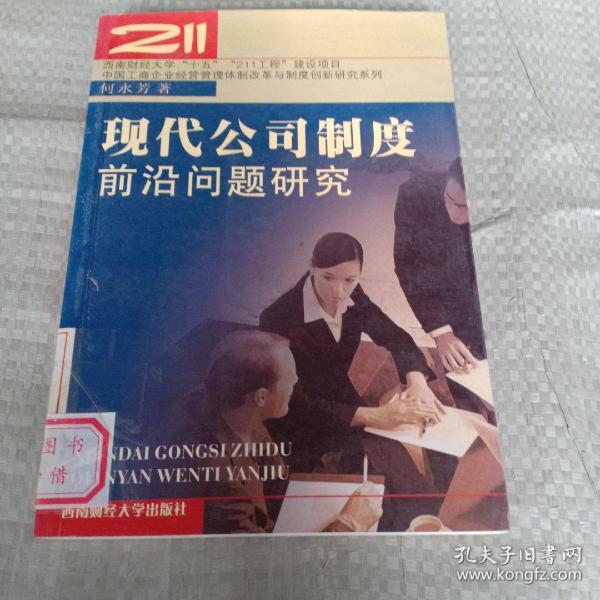 211
西南财经大学“十五”“211工程”建设项目
中国工商企业经营管理体制改革与制度创新研究系列
何永芳 著
现代公司制度
前沿问题研究
图书
借
NDAI GONGSI ZHIDU
NYAN WENTI YANJIU
西南财经大学出版社
孔夫子旧书网
www.kongfz.com